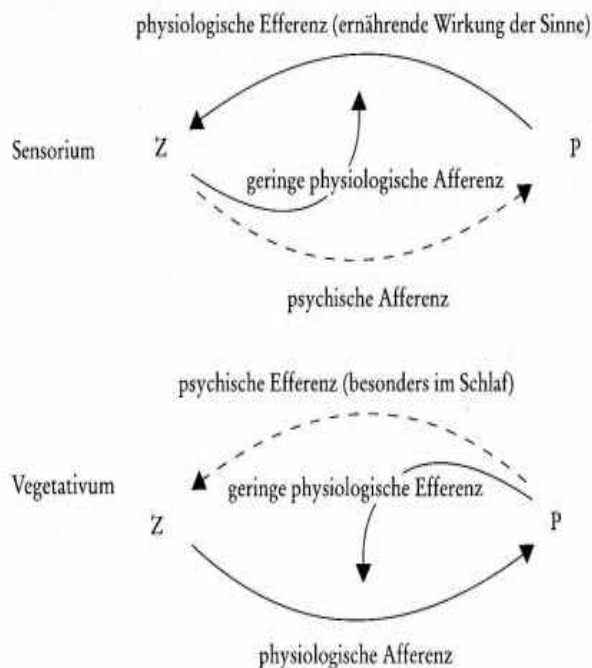 physiologische Efferenz (ernährende Wirkung der Sinne)
Sensorium
Z
P
geringe physiologische Afferenz
psychische Afferenz
psychische Efferenz (besonders im Schlaf)
Vegetativum
geringe physiologische Efferenz
Z
P
physiologische Afferenz